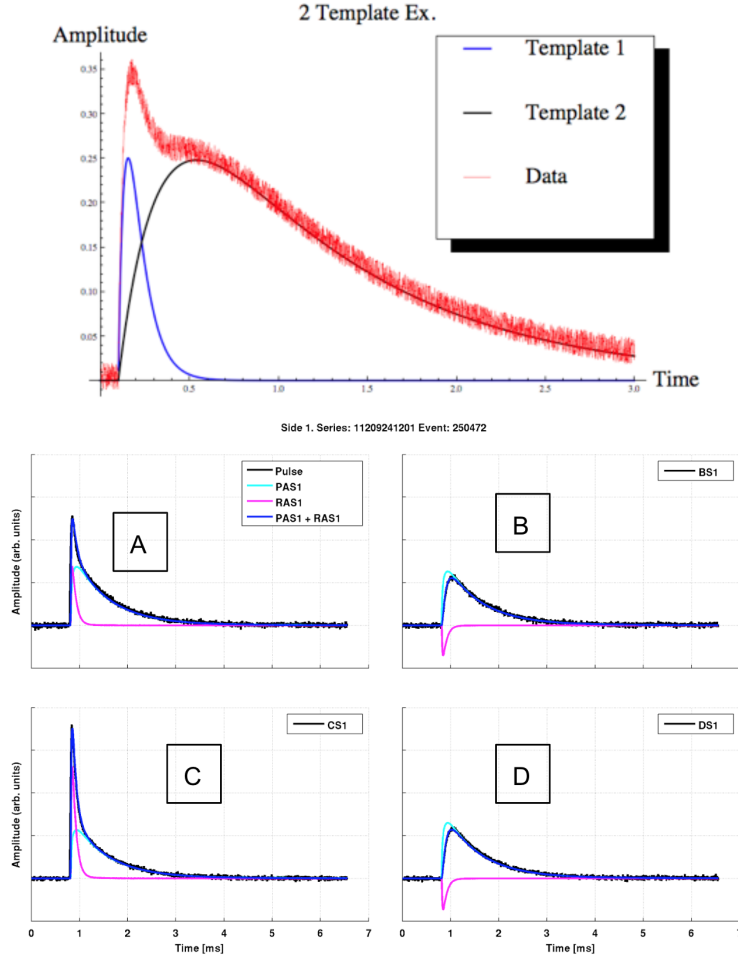 2 Template Ex.
Amplitude
0.35
0.30
0.25
0.20
0.15
0.10
0.05
0.5
1.0
1.5
2.0
2.5
3.0
Time
Template 1
Template 2
Data
Side 1. Series: 11209241201 Event: 250472
Amplitude (arb. units)
Pulse
PAS1
RAS1
PAS1 + RAS1
A
BS1
B
Amplitude (arb. units)
CS1
C
0 1 2 3 4 5 6 7
Time [ms]
DS1
D
0 1 2 3 4 5 6 7
Time [ms]